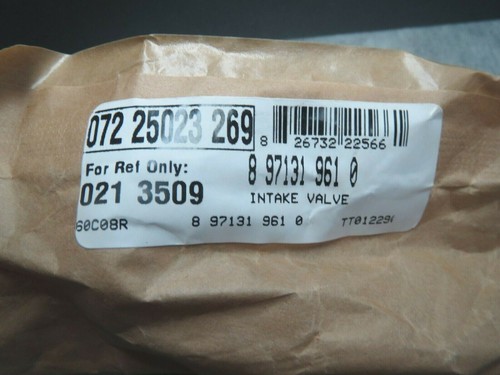 072 25023 269
8 26732 22566
For Ref Only:
021 3509
8 97131 961 0
INTAKE VALVE
60C08R 8 97131 961 0 TT01229